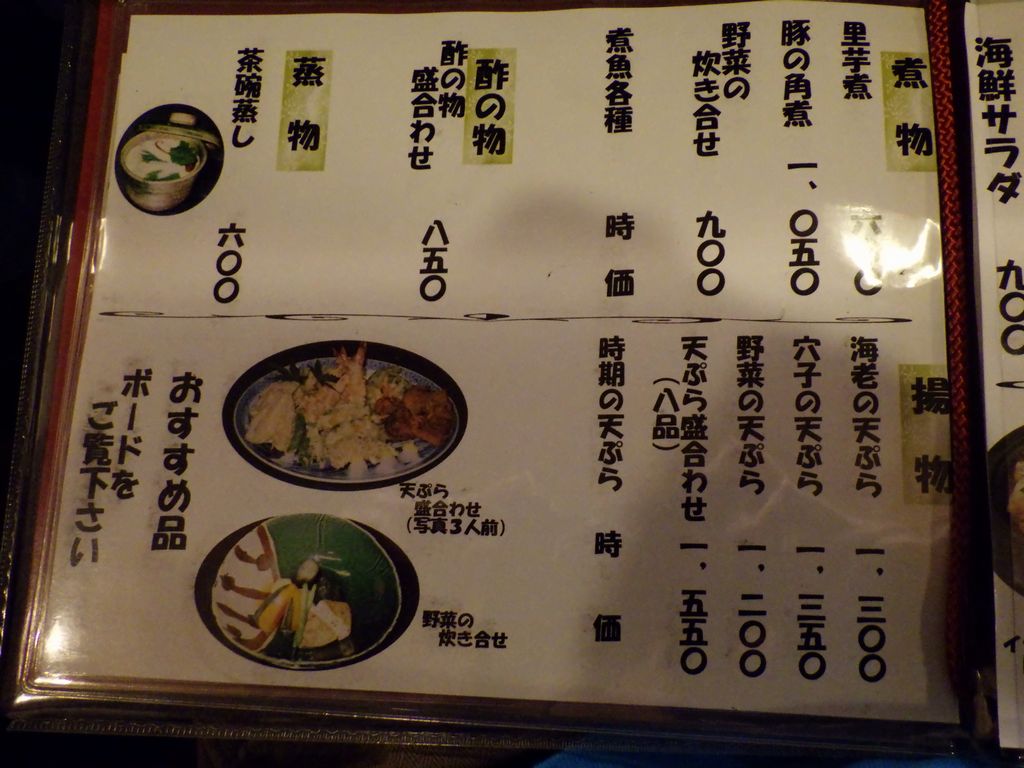 海鮮サラダ 九〇〇
煮物
里芋煮 六〇〇
豚の角煮 一、〇五〇
野菜の
炊き合せ 九〇〇
煮魚各種 時価
酢の物
酢の物
盛合わせ 八五〇
蒸物
茶碗蒸し 六〇〇
揚物
海老の天ぷら 一、三〇〇
穴子の天ぷら 一、三五〇
野菜の天ぷら 一、二〇〇
天ぷら盛合わせ 一、五五〇
(八品)
時期の天ぷら 時価
天ぷら
盛合わせ
(写真3人前)
野菜の
炊き合せ
おすすめ品
ボードを
ご覧下さい